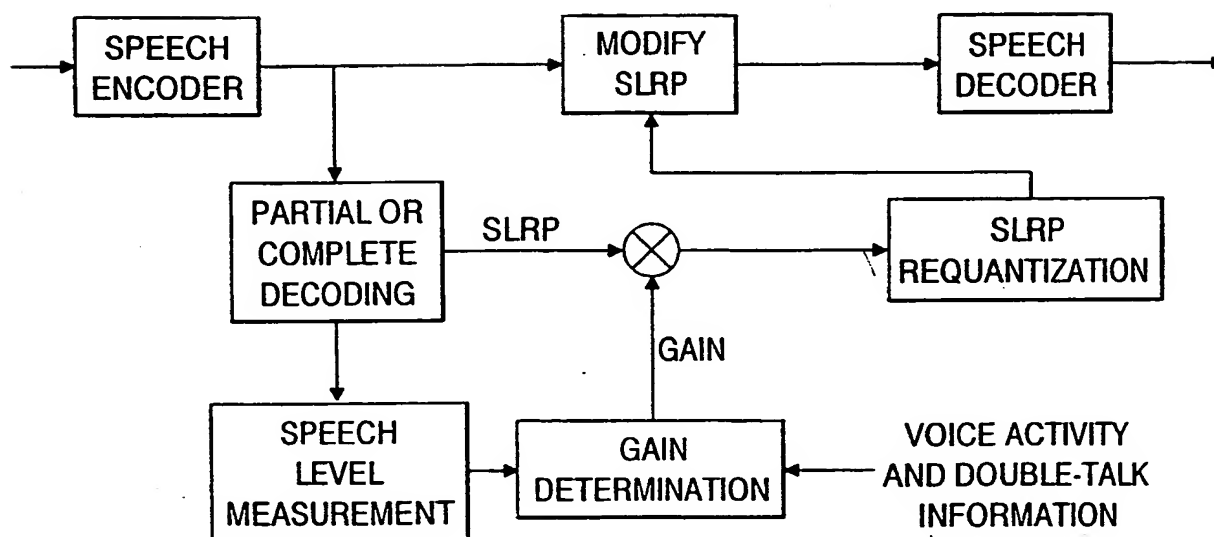 SPEECH
ENCODER
MODIFY
SLRP
SPEECH
DECODER
PARTIAL OR
COMPLETE
DECODING
SLRP
SLRP
REQUANTIZATION
GAIN
SPEECH
LEVEL
MEASUREMENT
GAIN
DETERMINATION
VOICE ACTIVITY
AND DOUBLE-TALK
INFORMATION